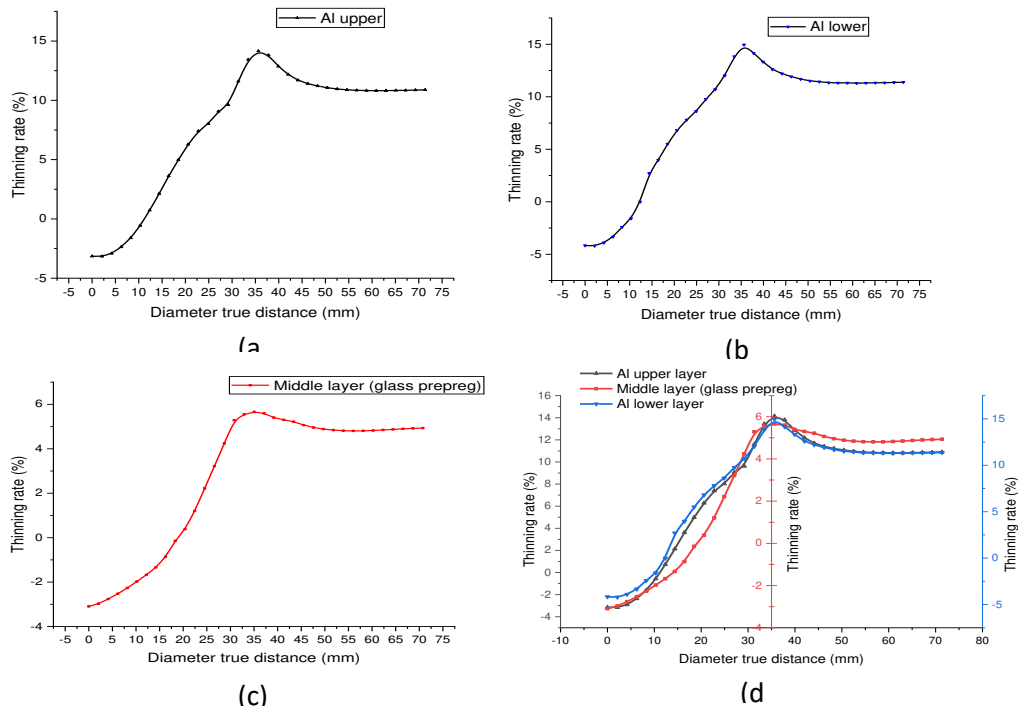 Al upper
15
10
5
0
-5
Thinning rate (%)
-5 0 5 10 15 20 25 30 35 40 45 50 55 60 65 70 75
Diameter true distance (mm)
(a
Al lower
15
10
5
0
-5
Thinning rate (%)
-5 0 5 10 15 20 25 30 35 40 45 50 55 60 65 70 75
Diameter true distance (mm)
(b
Middle layer (glass prepreg)
6
4
2
0
-2
-4
Thinning rate (%)
-5 0 5 10 15 20 25 30 35 40 45 50 55 60 65 70 75
Diameter true distance (mm)
(c)
Al upper layer
Middle layer (glass prepreg)
Al lower layer
16
14
12
10
8
6
4
2
0
-2
-4
Thinning rate (%)
6
4
2
0
-2
-4
Thinning rate (%)
15
10
5
0
-5
Thinning rate (%)
-10 0 10 20 30 40 50 60 70 80
Diameter true distance (mm)
(d